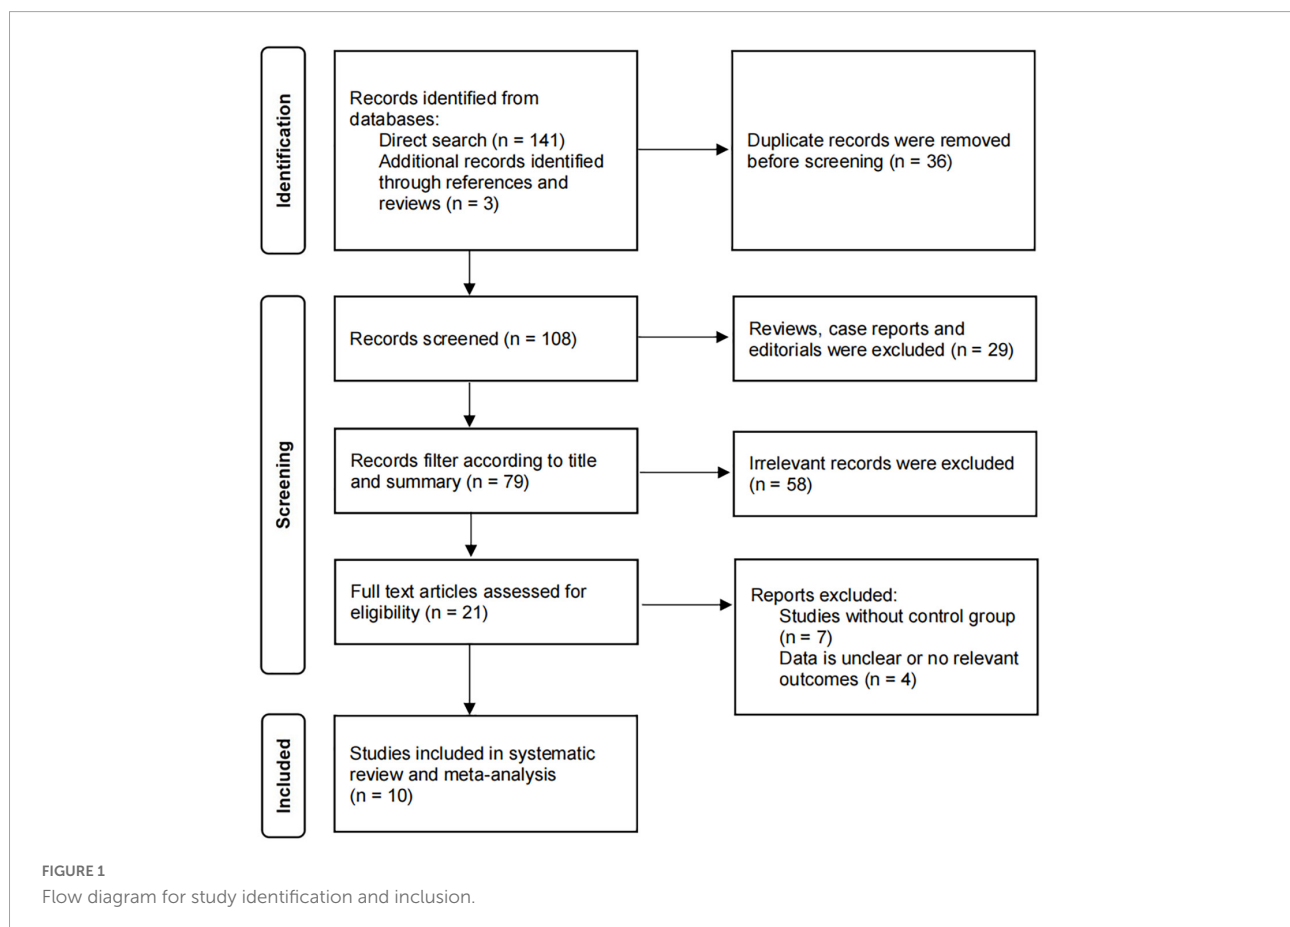 Identification
Records identified from
databases:
Direct search (n = 141)
Additional records identified
through references and
reviews (n = 3)
Duplicate records were removed
before screening (n = 36)
Screening
Records screened (n = 108)
Reviews, case reports and
editorials were excluded (n = 29)
Records filter according to title
and summary (n = 79)
Irrelevant records were excluded
(n = 58)
Full text articles assessed for
eligibility (n = 21)
Reports excluded:
Studies without control group
(n = 7)
Data is unclear or no relevant
outcomes (n = 4)
Included
Studies included in systematic
review and meta-analysis
(n = 10)
FIGURE 1
Flow diagram for study identification and inclusion.